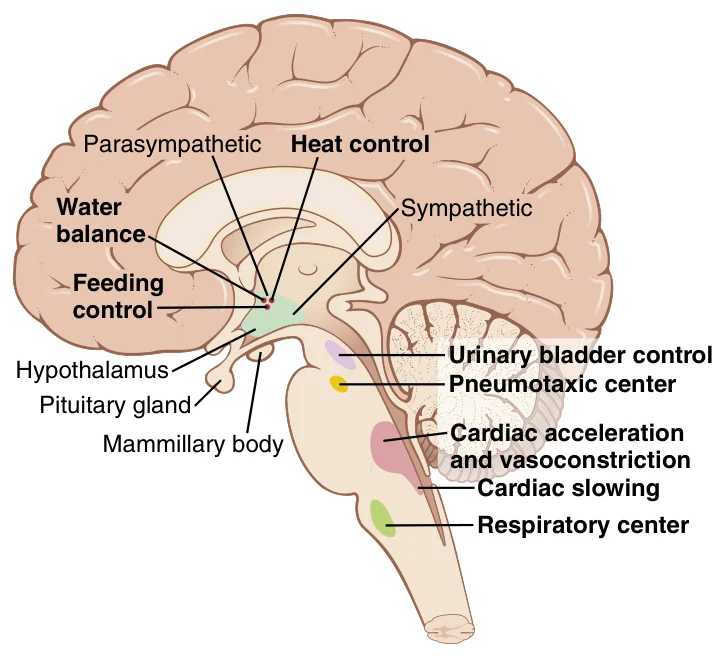 Parasympathetic
Heat control
Water
balance
Sympathetic
Feeding
control
Hypothalamus
Pituitary gland
Mammillary body
Urinary bladder control
Pneumotaxic center
Cardiac acceleration
and vasoconstriction
Cardiac slowing
Respiratory center